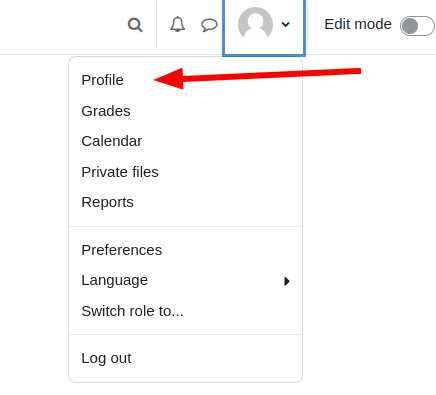 Edit mode
Profile
Grades
Calendar
Private files
Reports
Preferences
Language
Switch role to...
Log out